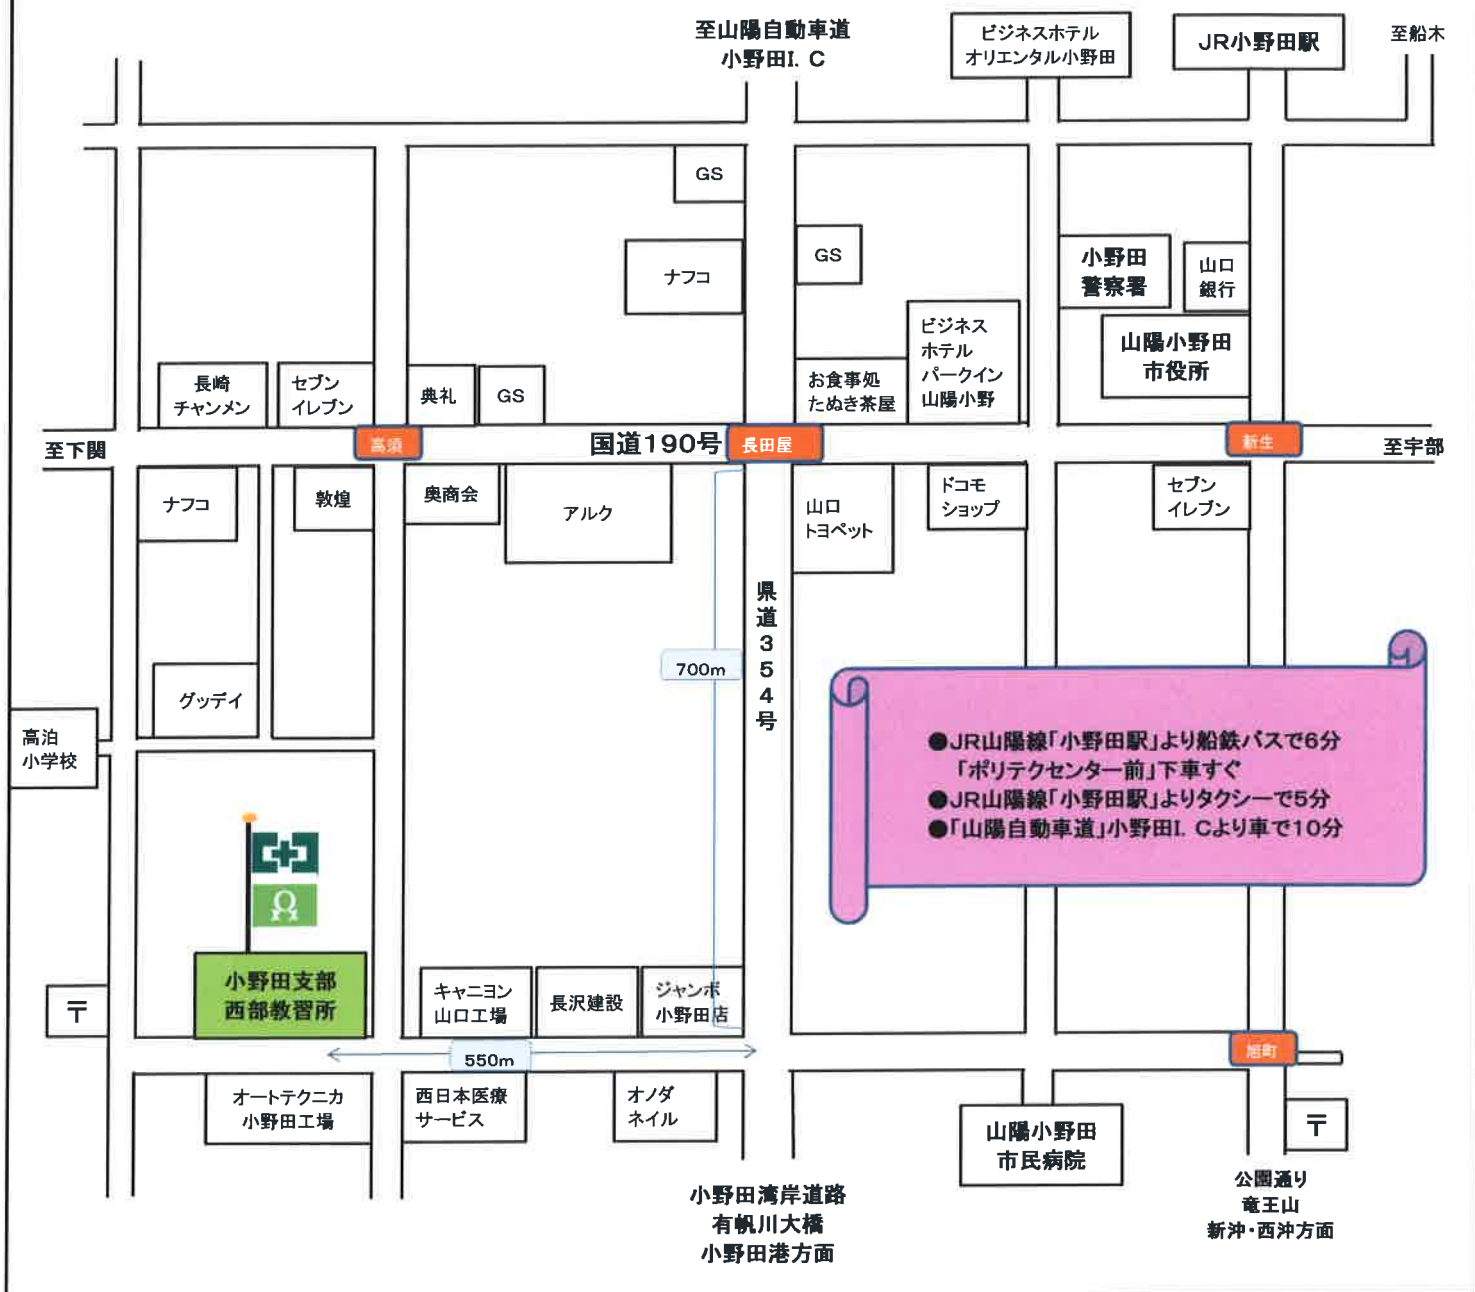 至山陽自動車道
小野田I. C
ビジネスホテル
オリエンタル小野田
JR小野田駅
至船木
GS
ナフコ
GS
小野田
警察署
山口
銀行
ビジネス
ホテル
パークイン
山陽小野
山陽小野田
市役所
長崎
チャンメン
セブン
イレブン
典礼
GS
お食事処
たぬき茶屋
至下関
高須
国道190号
長田屋
新生
至宇部
ナフコ
敦煌
奥商会
アルク
山口
トヨペット
ドコモ
ショップ
セブン
イレブン
県道354号
700m
グッデイ
高泊
小学校
●JR山陽線「小野田駅」より船鉄バスで6分
「ポリテクセンター前」下車すぐ
●JR山陽線「小野田駅」よりタクシーで5分
●「山陽自動車道」小野田I. Cより車で10分
小野田支部
西部教習所
〒
キャニヨン
山口工場
長沢建設
ジャンボ
小野田店
550m
旭町
オートテクニカ
小野田工場
西日本医療
サービス
オノダ
ネイル
山陽小野田
市民病院
〒
小野田湾岸道路
有帆川大橋
小野田港方面
公園通り
竜王山
新沖・西沖方面